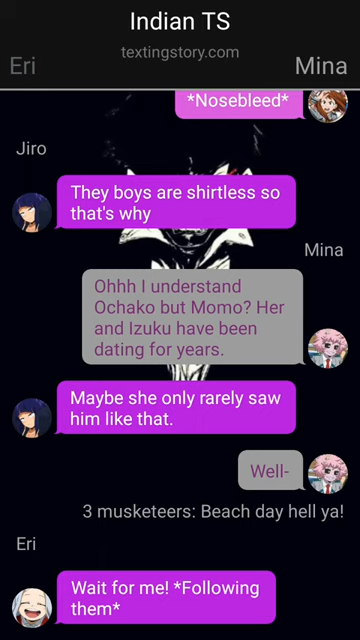 Indian TS
textingstory.com
Eri
Mina
*Nosebleed*
Jiro
They boys are shirtless so
that's why
Mina
Ohhh I understand
Ochako but Momo? Her
and Izuku have been
dating for years.
Maybe she only rarely saw
him like that.
Well-
3 musketeers: Beach day hell ya!
Eri
Wait for me! *Following
them*